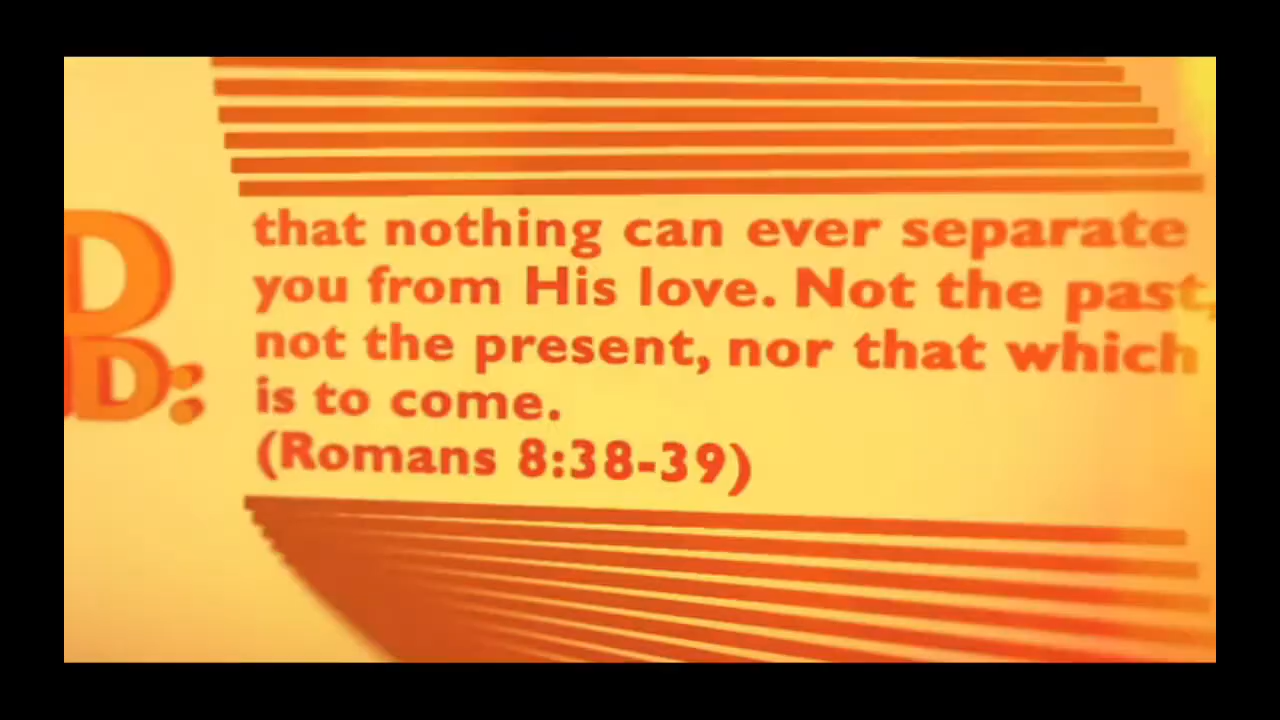 D
D:
that nothing can ever separate
you from His love. Not the past,
not the present, nor that which
is to come.
(Romans 8:38-39)